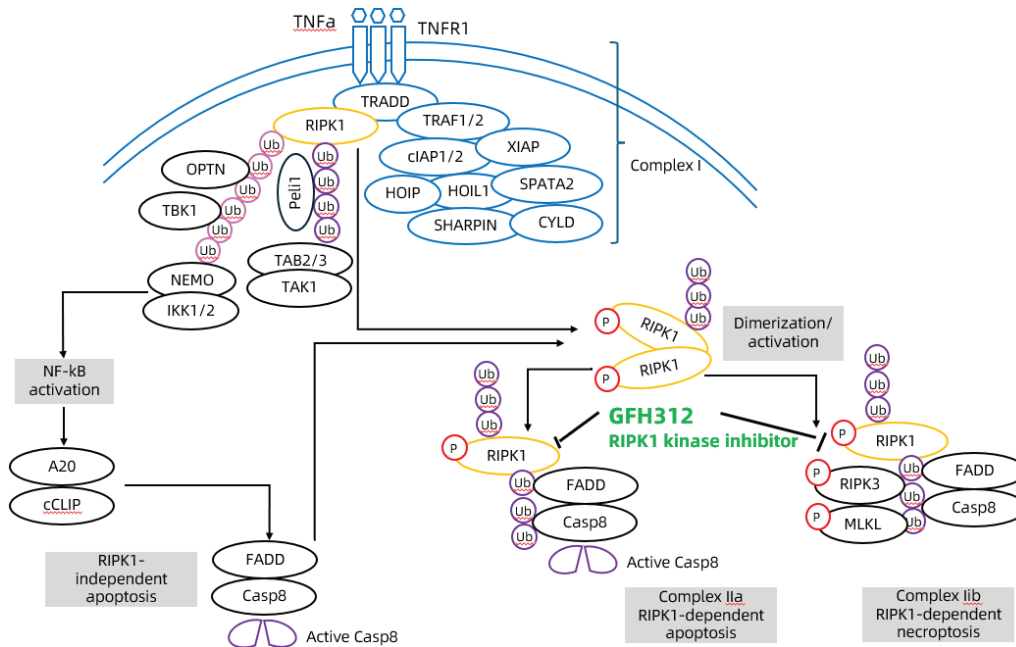 TNFa
TNFR1
TRADD
RIPK1
TRAF1/2
Ub
Ub
cIAP1/2
XIAP
OPTN
Ub
Peli1
Ub
Complex I
Ub
HOIP
HOIL1
SPATA2
TBK1
Ub
Ub
SHARPIN
CYLD
Ub
Ub
TAB2/3
NEMO
TAK1
IKK1/2
Ub
Ub
Ub
P
RIPK1
Dimerization/
activation
NF-kB
activation
P
RIPK1
Ub
Ub
Ub
Ub
Ub
Ub
GFH312
RIPK1 kinase inhibitor
P
RIPK1
P
RIPK1
A20
cCLIP
Ub
FADD
Ub
Casp8
Ub
Active Casp8
P
RIPK3
Ub
FADD
Ub
Casp8
P
MLKL
Ub
RIPK1-
independent
apoptosis
FADD
Casp8
Active Casp8
Complex IIa
RIPK1-dependent
apoptosis
Complex Iib
RIPK1-dependent
necroptosis